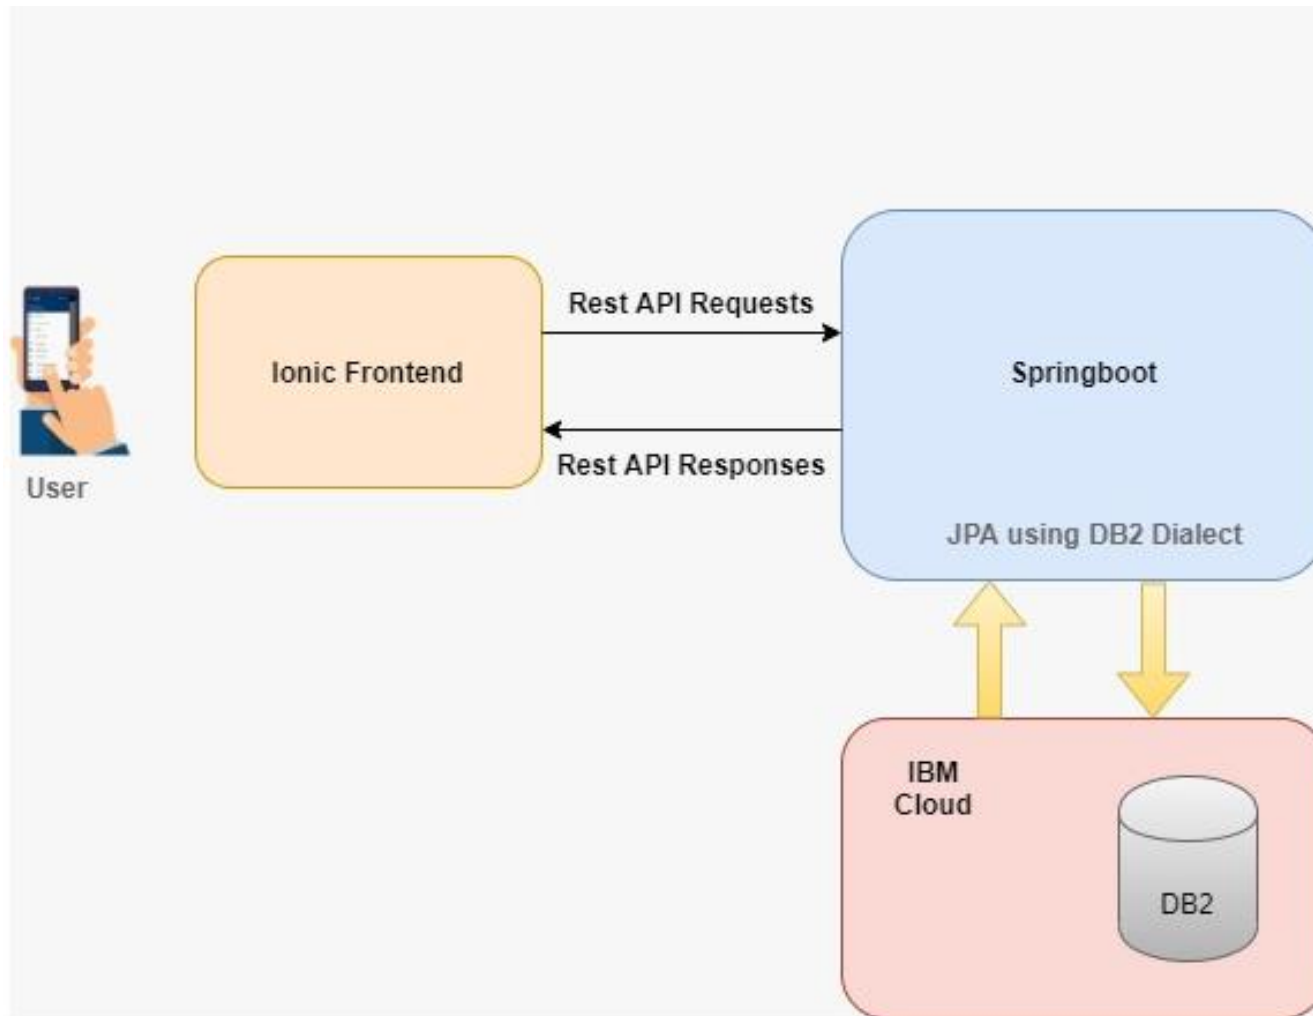 Rest API Requests
Ionic Frontend
Springboot
Rest API Responses
User
JPA using DB2 Dialect
IBM
Cloud
DB2